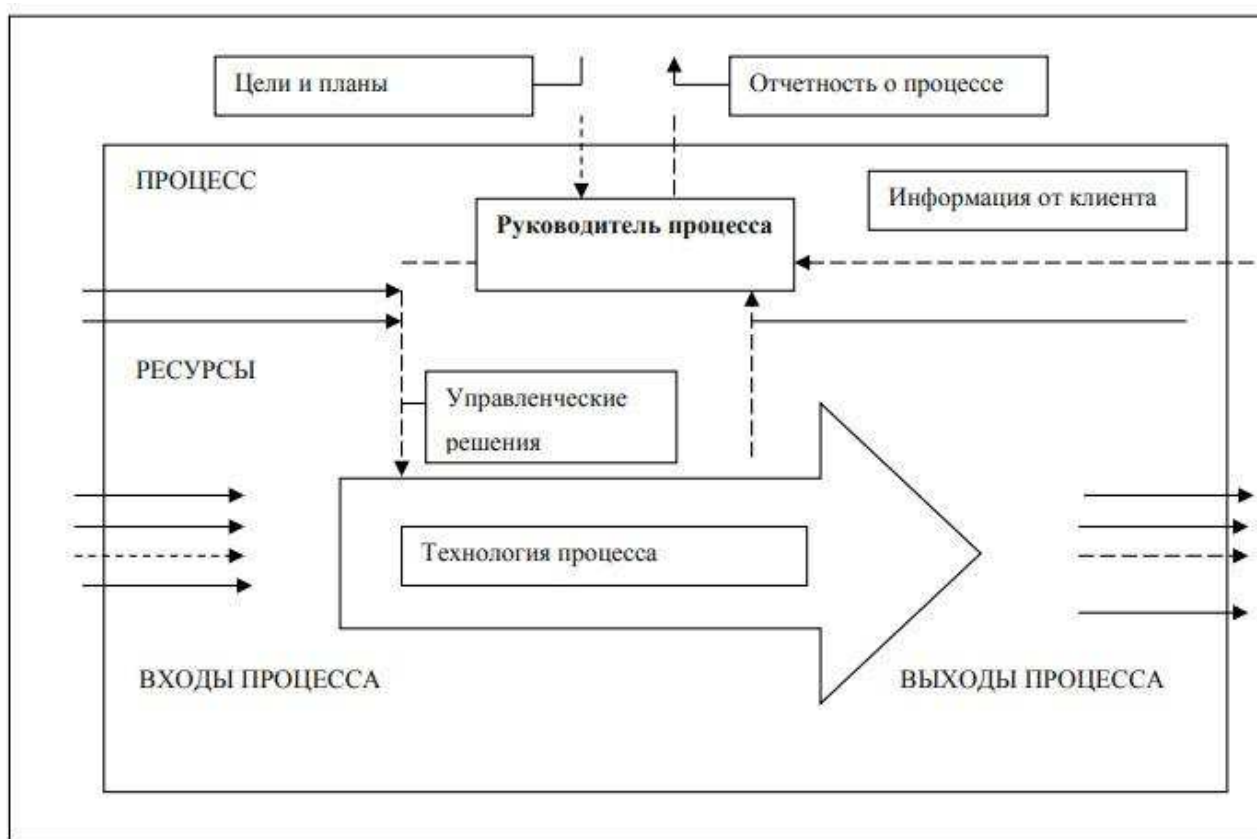 Цели и планы
Отчетность о процессе
ПРОЦЕСС
Информация от клиента
Руководитель процесса
РЕСУРСЫ
Управленческие
решения
Технология процесса
ВХОДЫ ПРОЦЕССА
ВЫХОДЫ ПРОЦЕССА